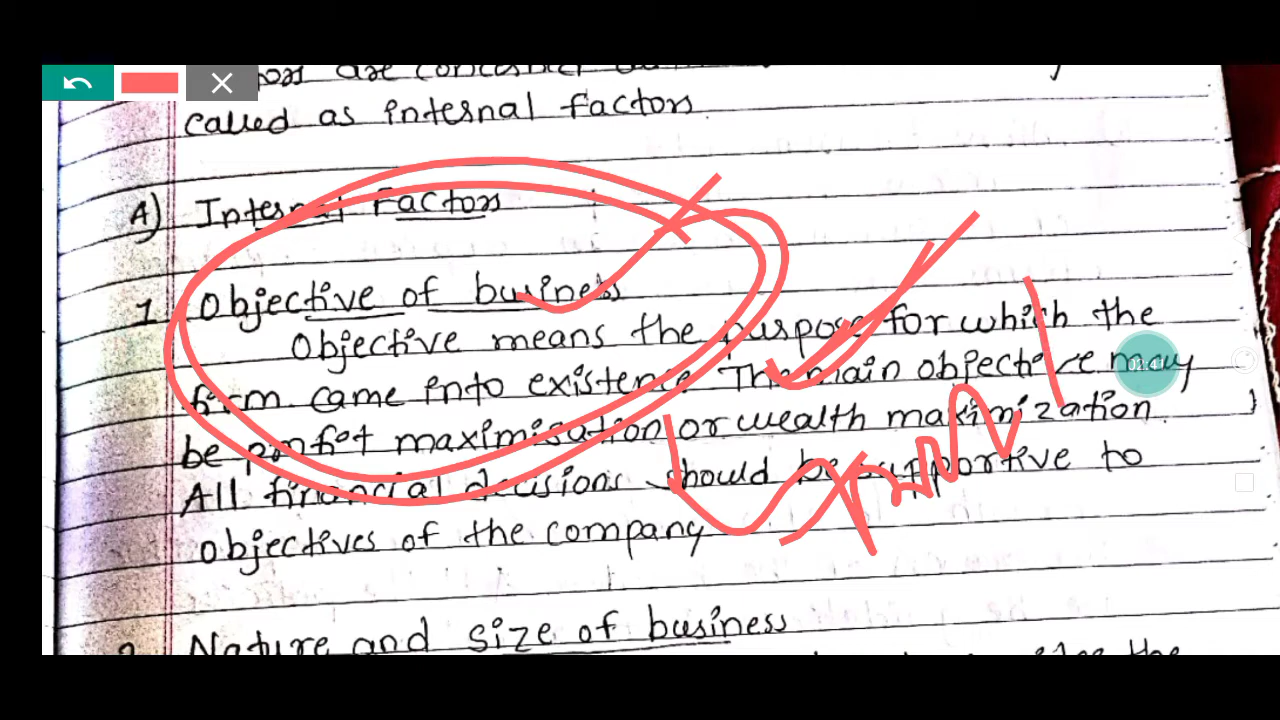 called as internal factors
A) Internal Factors
1 Objective of business
Objective means the purpose for which the
firm came into existence The main objective may
be profit maximisation or wealth maximization.
All financial decisions should be supportive to
objectives of the company
Nature and size of business
02:41